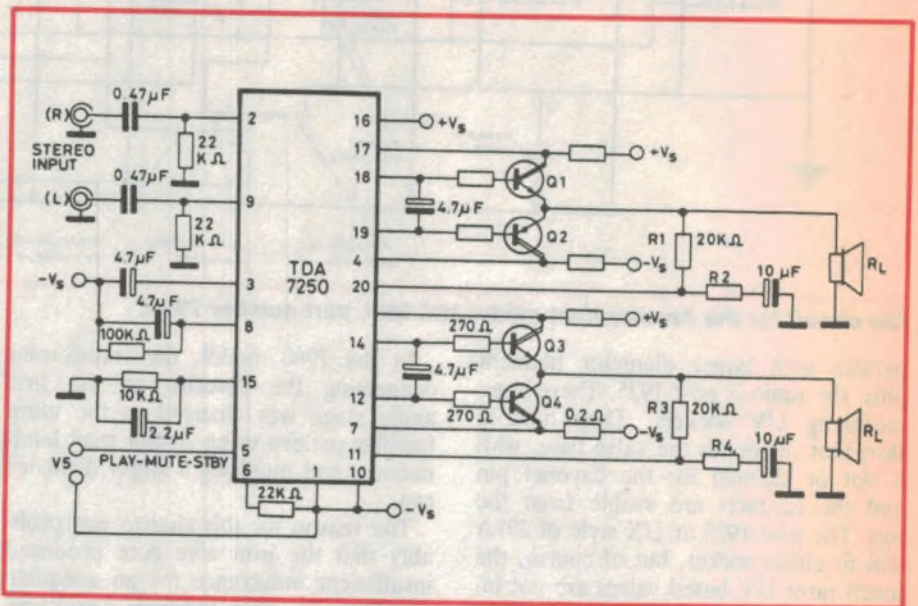 0.47µF
(R)
STEREO
INPUT
22
KΩ
2
0.47µF
(L)
22
KΩ
9
4.7µF
-Vs
3
4.7µF
100KΩ
8
10KΩ
15
2.2µF
PLAY-MUTE-STBY
5
V5
6
22KΩ
1
TDA
7250
16
+Vs
17
+Vs
18
Q1
4.7µF
19
Q2
4
-Vs
20
R1
20KΩ
R2
10µF
RL
14
270Ω
+Vs
Q3
4.7µF
12
270Ω
Q4
7
0.2Ω
-Vs
R3
20KΩ
11
R4
10µF
RL
10
-Vs